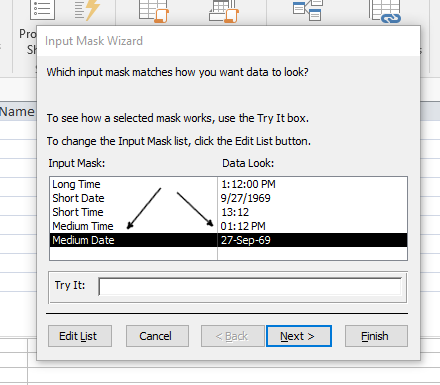 Pro
Sh
Name
Input Mask Wizard
Which input mask matches how you want data to look?
To see how a selected mask works, use the Try It box.
To change the Input Mask list, click the Edit List button.
Input Mask: Data Look:
Long Time 1:12:00 PM
Short Date 9/27/1969
Short Time 13:12
Medium Time 01:12 PM
Medium Date 27-Sep-69
Try It:
Edit List Cancel < Back Next > Finish